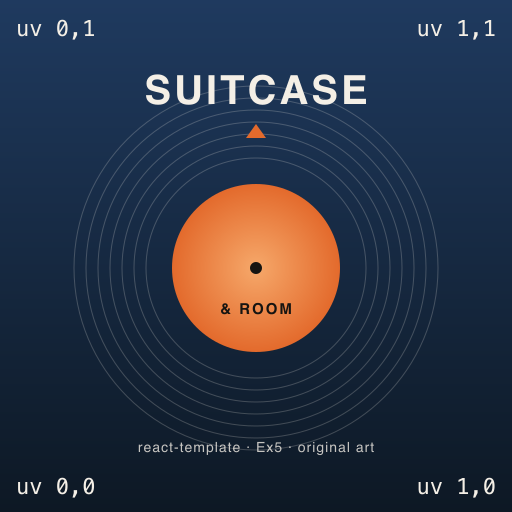 uv 0,1
uv 1,1
SUITCASE
& ROOM
react-template · Ex5 · original art
uv 0,0
uv 1,0